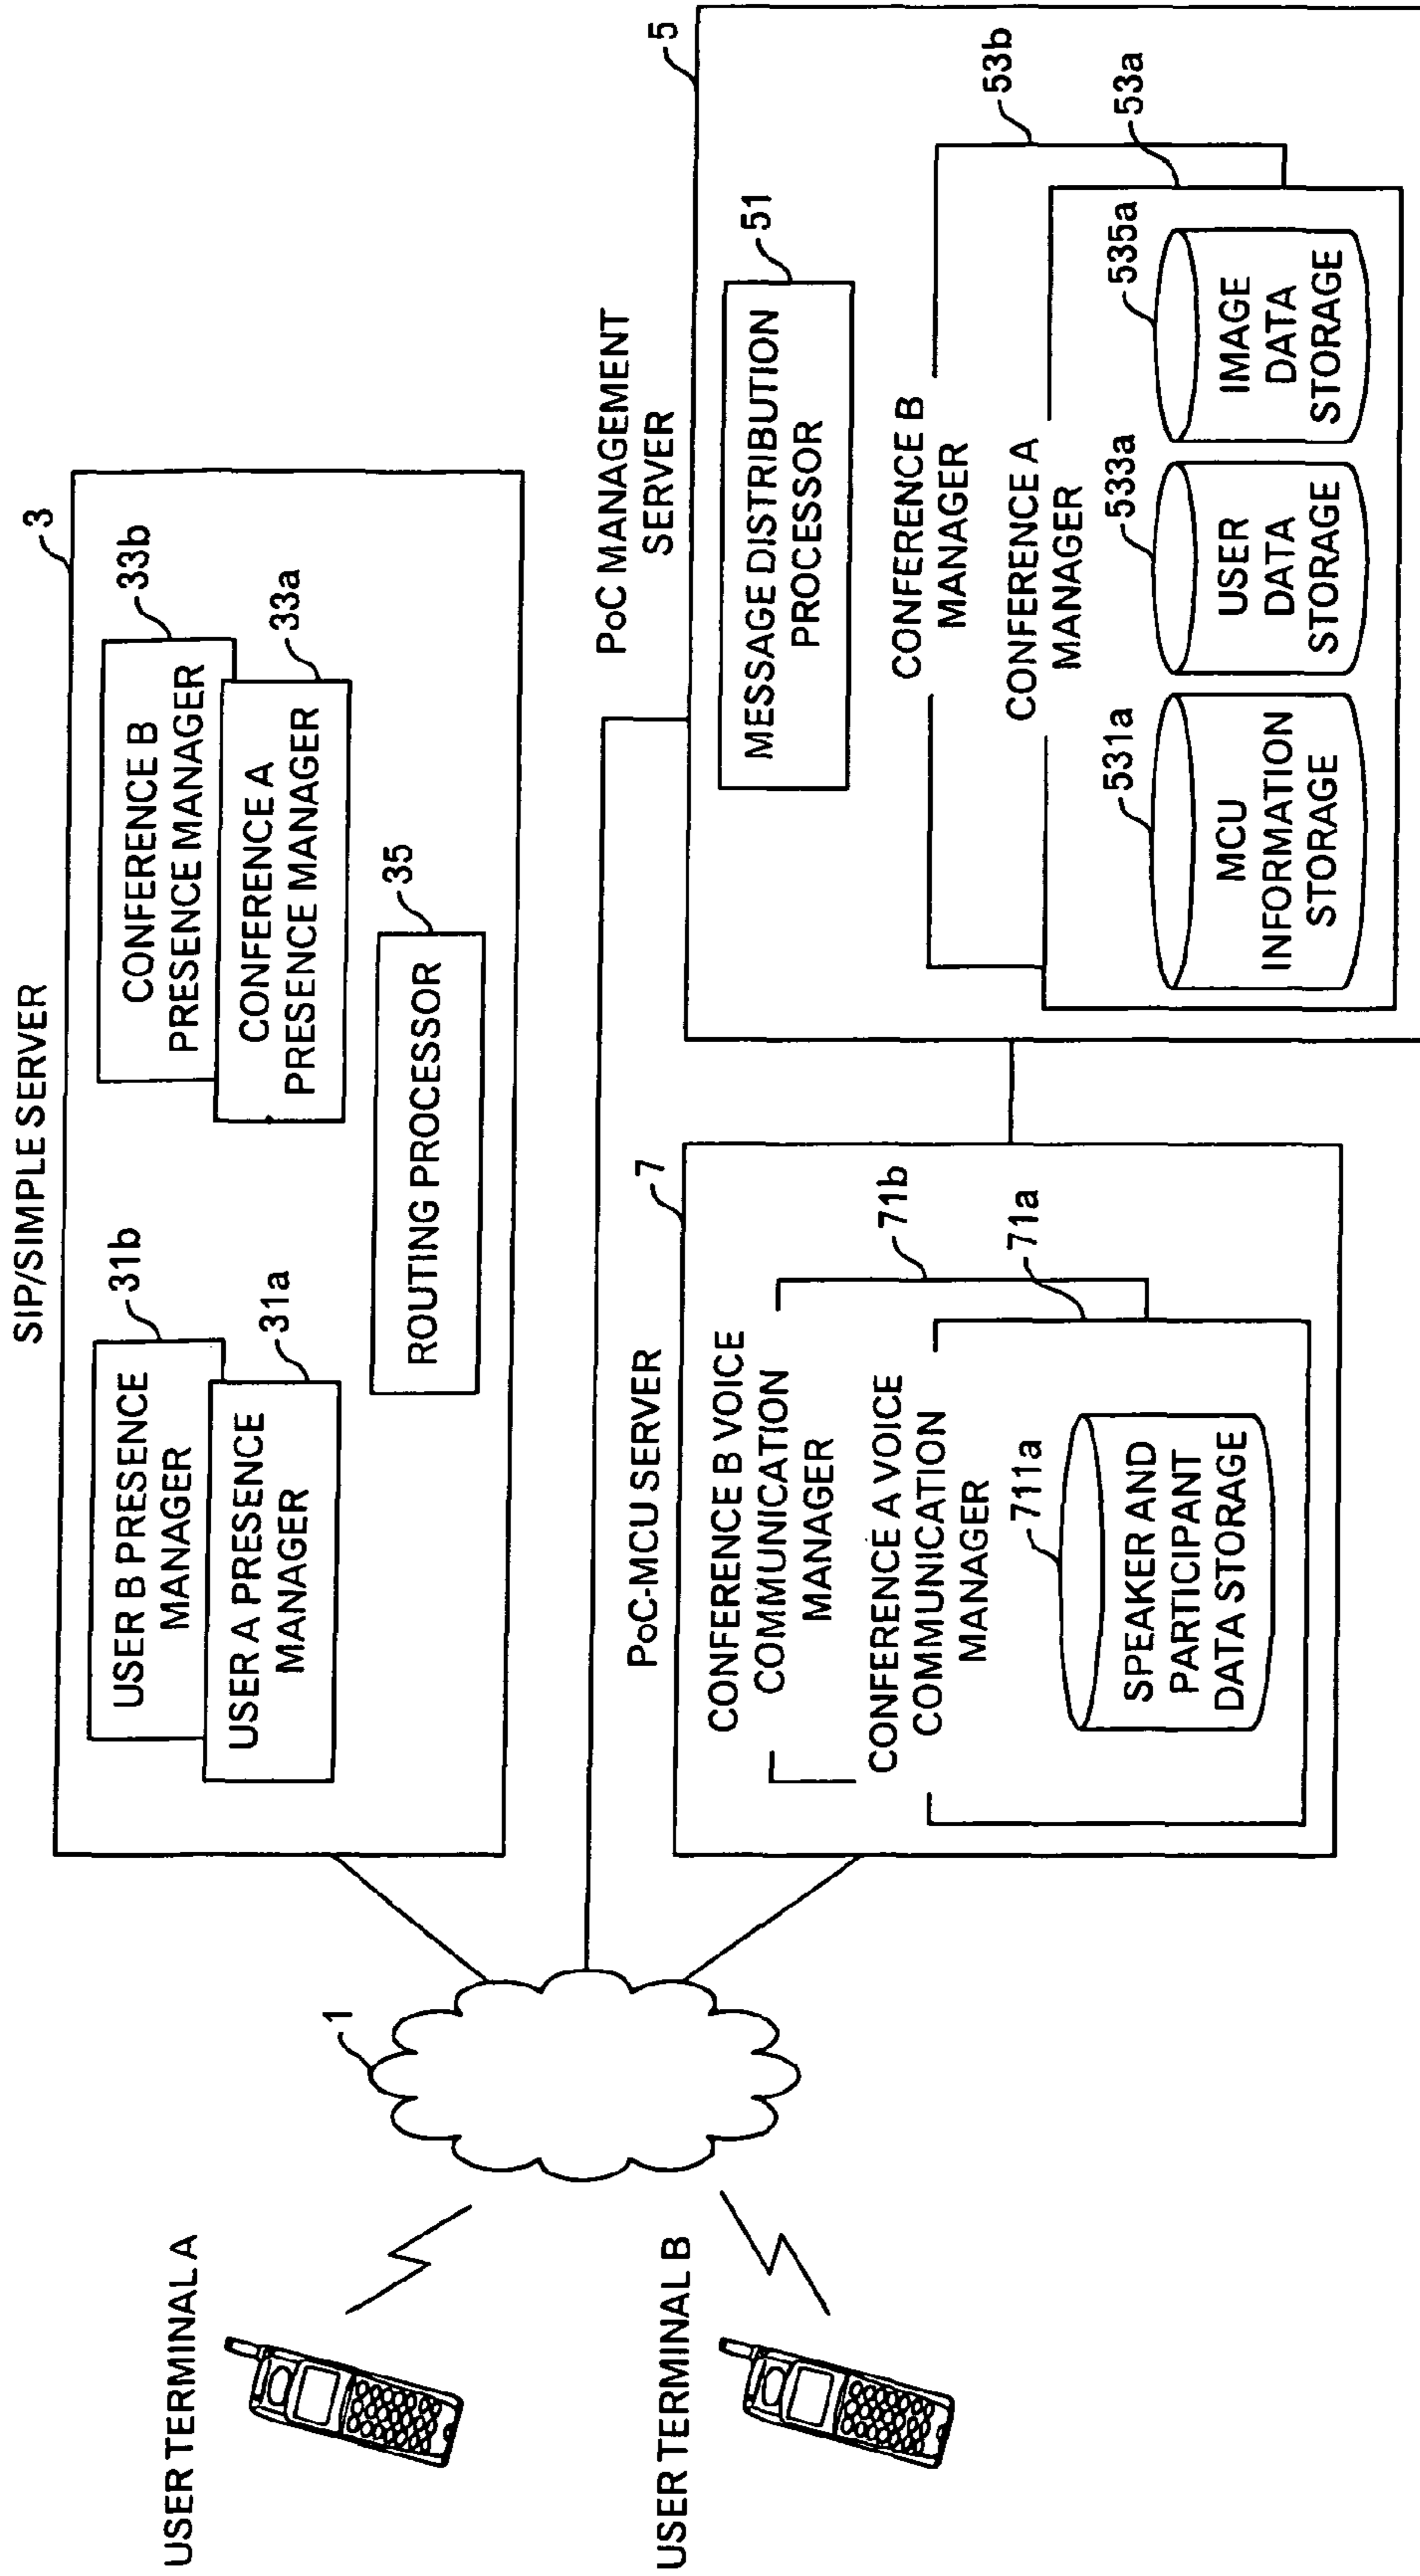 USER TERMINAL A
USER TERMINAL B
1
SIP/SIMPLE SERVER
3
USER B PRESENCE
MANAGER
31b
USER A PRESENCE
MANAGER
31a
CONFERENCE B
PRESENCE MANAGER
33b
CONFERENCE A
PRESENCE MANAGER
33a
ROUTING PROCESSOR
35
PoC-MCU SERVER
7
CONFERENCE B VOICE
COMMUNICATION
MANAGER
71b
CONFERENCE A VOICE
COMMUNICATION
MANAGER
71a
711a
SPEAKER AND
PARTICIPANT
DATA STORAGE
PoC MANAGEMENT
SERVER
5
MESSAGE DISTRIBUTION
PROCESSOR
51
CONFERENCE B
MANAGER
53b
CONFERENCE A
MANAGER
53a
531a
MCU
INFORMATION
STORAGE
533a
USER
DATA
STORAGE
535a
IMAGE
DATA
STORAGE